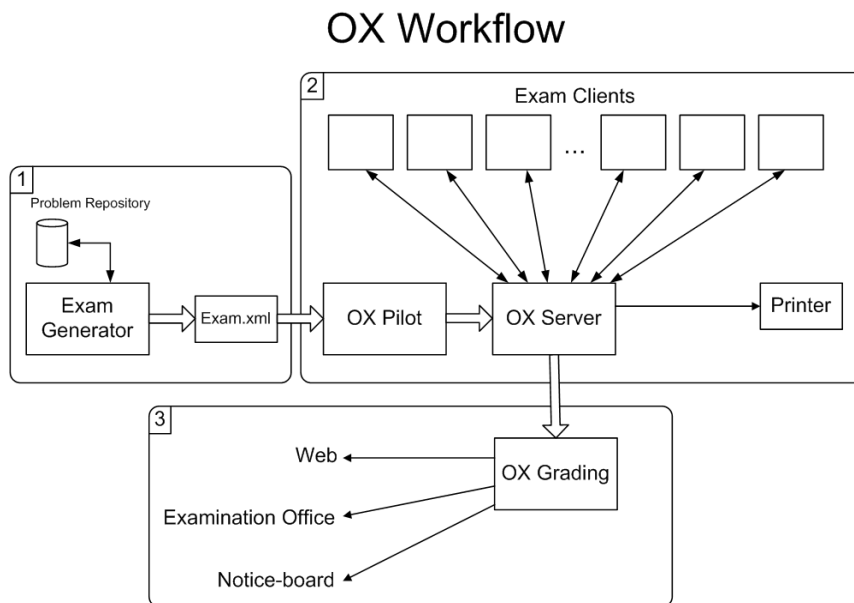 OX Workflow
2
Exam Clients
...
1
Problem Repository
Exam
Generator
Exam.xml
OX Pilot
OX Server
Printer
3
Web
OX Grading
Examination Office
Notice-board